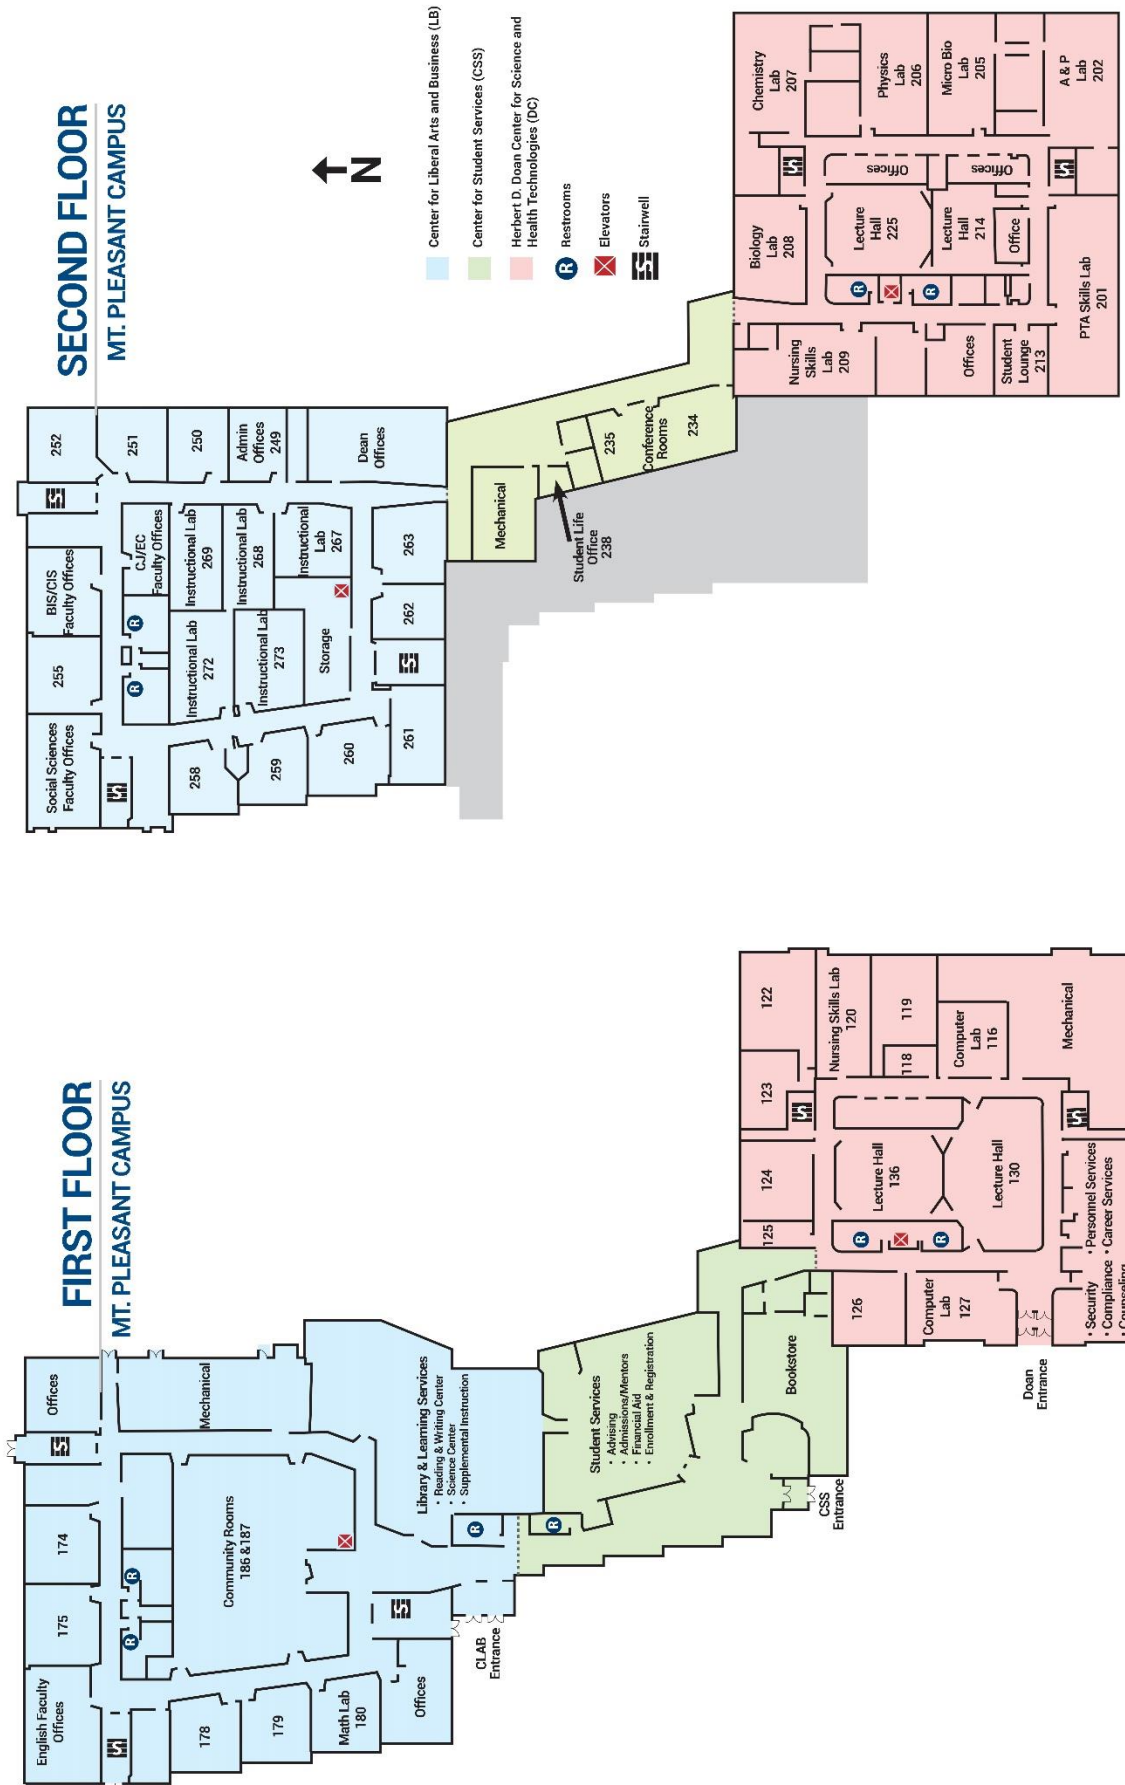 SECOND FLOOR
MT. PLEASANT CAMPUS
N
Center for Liberal Arts and Business (LB)
Center for Student Services (CSS)
Herbert D. Doan Center for Science and
Health Technologies (DC)
R Restrooms
Elevators
S Stairwell
252
251
250
Admin
Offices
249
Dean
Offices
S
BIS/CIS
Faculty Offices
CJ/EC
Faculty Offices
Instructional Lab
269
Instructional Lab
268
Instructional
Lab 267
263
255
R
R
Instructional Lab
272
Instructional Lab
273
Storage
262
S
Social Sciences
Faculty Offices
S
258
259
260
261
Mechanical
Student Life
Office
238
235
Conference
Rooms
234
Chemistry
Lab
207
Physics
Lab
206
Micro Bio
Lab
205
A & P
Lab
202
S
Offices
Offices
S
Biology
Lab
208
Lecture
Hall
225
Lecture
Hall
214
Office
R
R
Nursing
Skills
Lab
209
Offices
Student
Lounge
213
PTA Skills Lab
201
FIRST FLOOR
MT. PLEASANT CAMPUS
Offices
Mechanical
S
174
175
R
R
Community Rooms
186 &187
Library & Learning Services
• Reading & Writing Center
• Science Center
• Supplemental Instruction
R
English Faculty
Offices
S
178
179
Math Lab
180
Offices
S
CLAB
Entrance
R
Student Services
• Advising
• Admissions/Mentors
• Financial Aid
• Enrollment & Registration
Bookstore
CSS
Entrance
122
123
124
125
Nursing Skills Lab
120
119
118
Computer
Lab
116
Mechanical
S
S
Lecture Hall
136
Lecture Hall
130
R
R
126
Computer
Lab
127
Doan
Entrance
• Security • Personnel Services
• Compliance • Career Services
• Counseling